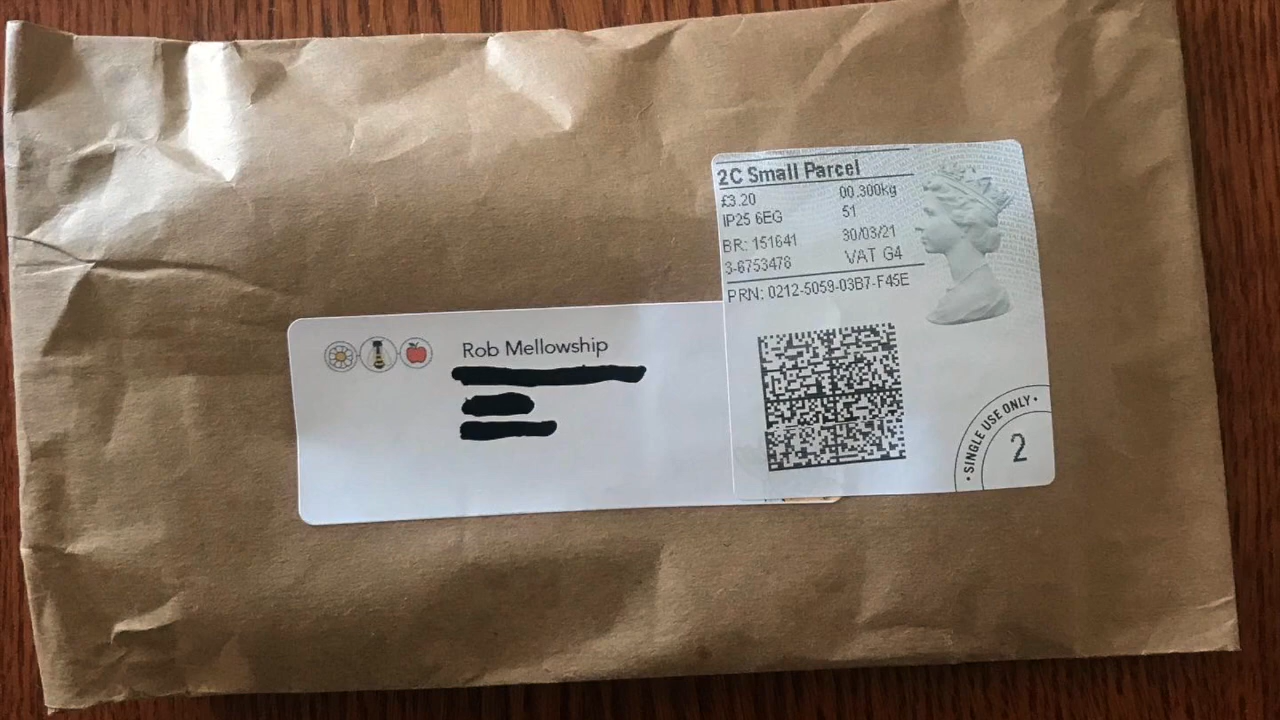 2C Small Parcel
£3.20 00.300kg
IP25 6EG 51
BR: 151641 30/03/21
3-6753478 VAT G4
PRN: 0212-5059-03B7-F45E
Rob Mellowship
• SINGLE USE ONLY •
2